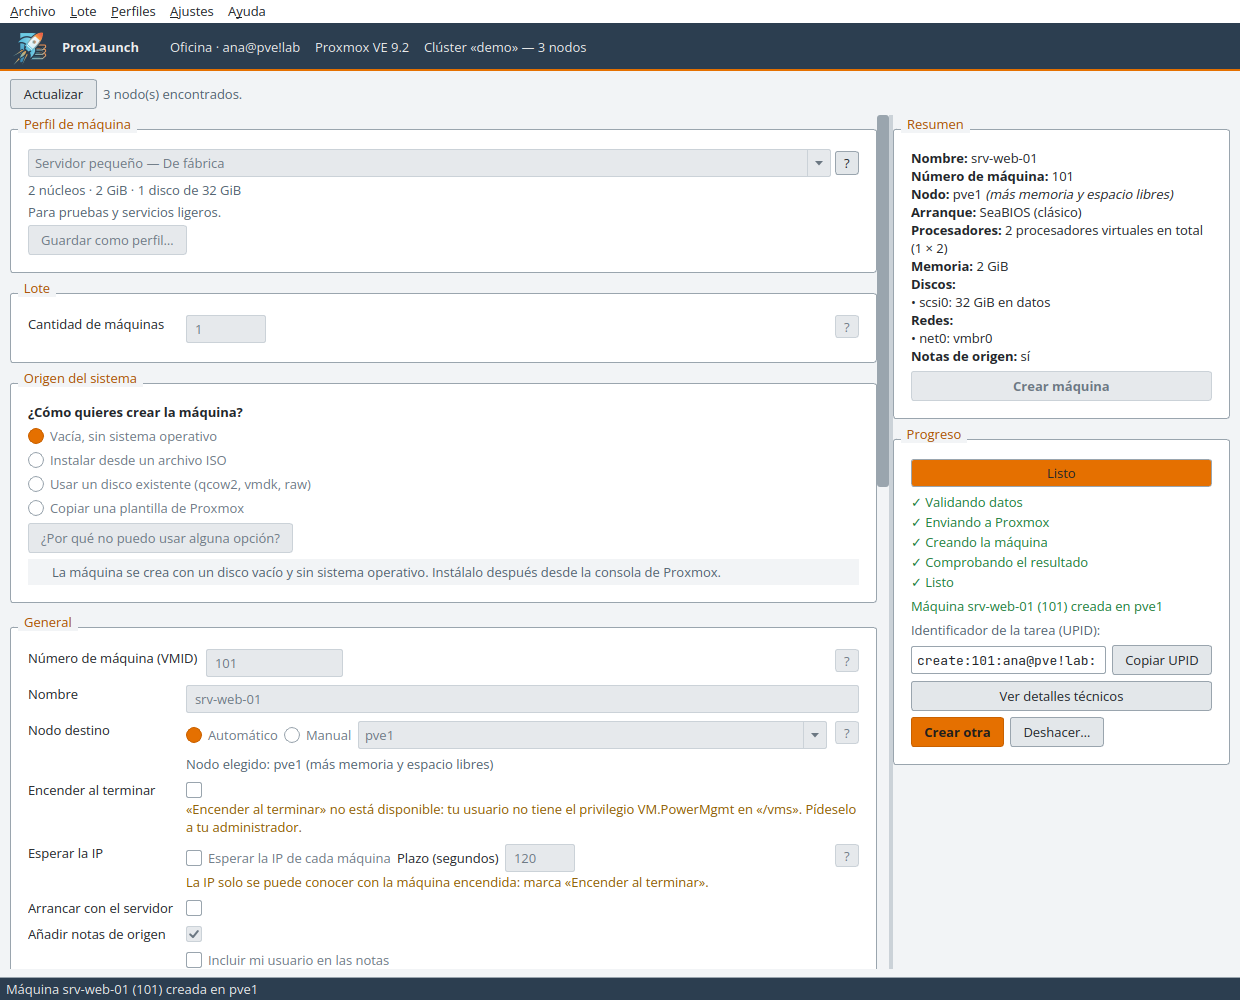 Archivo Lote Perfiles Ajustes Ayuda
ProxLaunch Oficina · ana@pve!lab Proxmox VE 9.2 Clúster «demo» — 3 nodos
Actualizar 3 nodo(s) encontrados.
Perfil de máquina
Servidor pequeño — De fábrica ?
2 núcleos · 2 GiB · 1 disco de 32 GiB
Para pruebas y servicios ligeros.
Guardar como perfil...
Lote
Cantidad de máquinas 1 ?
Origen del sistema
¿Cómo quieres crear la máquina?
Vacía, sin sistema operativo
Instalar desde un archivo ISO
Usar un disco existente (qcow2, vmdk, raw)
Copiar una plantilla de Proxmox
¿Por qué no puedo usar alguna opción?
La máquina se crea con un disco vacío y sin sistema operativo. Instálalo después desde la consola de Proxmox.
General
Número de máquina (VMID) 101 ?
Nombre srv-web-01
Nodo destino Automático Manual pve1 ?
Nodo elegido: pve1 (más memoria y espacio libres)
Encender al terminar
«Encender al terminar» no está disponible: tu usuario no tiene el privilegio VM.PowerMgmt en «/vms». Pídeselo
a tu administrador.
Esperar la IP Esperar la IP de cada máquina Plazo (segundos) 120 ?
La IP solo se puede conocer con la máquina encendida: marca «Encender al terminar».
Arrancar con el servidor
Añadir notas de origen
Incluir mi usuario en las notas
Resumen
Nombre: srv-web-01
Número de máquina: 101
Nodo: pve1 (más memoria y espacio libres)
Arranque: SeaBIOS (clásico)
Procesadores: 2 procesadores virtuales en total
(1 × 2)
Memoria: 2 GiB
Discos:
• scsi0: 32 GiB en datos
Redes:
• net0: vmbr0
Notas de origen: sí
Crear máquina
Progreso
Listo
✓ Validando datos
✓ Enviando a Proxmox
✓ Creando la máquina
✓ Comprobando el resultado
✓ Listo
Máquina srv-web-01 (101) creada en pve1
Identificador de la tarea (UPID):
create:101:ana@pve!lab: Copiar UPID
Ver detalles técnicos
Crear otra Deshacer...
Máquina srv-web-01 (101) creada en pve1